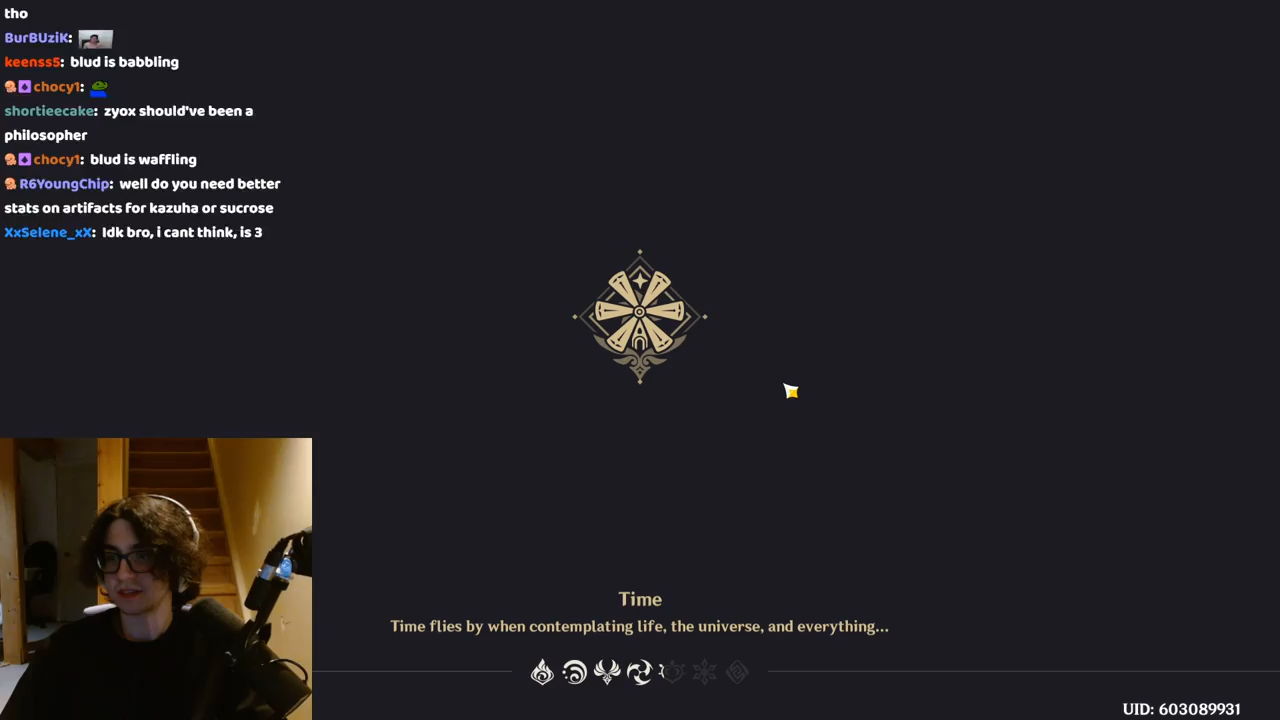 tho
BurBUziK:
keenss5: blud is babbling
chocy1:
shortieecake: zyox should've been a
philosopher
chocy1: blud is waffling
R6YoungChip: well do you need better
stats on artifacts for kazuha or sucrose
XxSelene_xX: Idk bro, i cant think, is 3
Time
Time flies by when contemplating life, the universe, and everything...
UID: 603089931